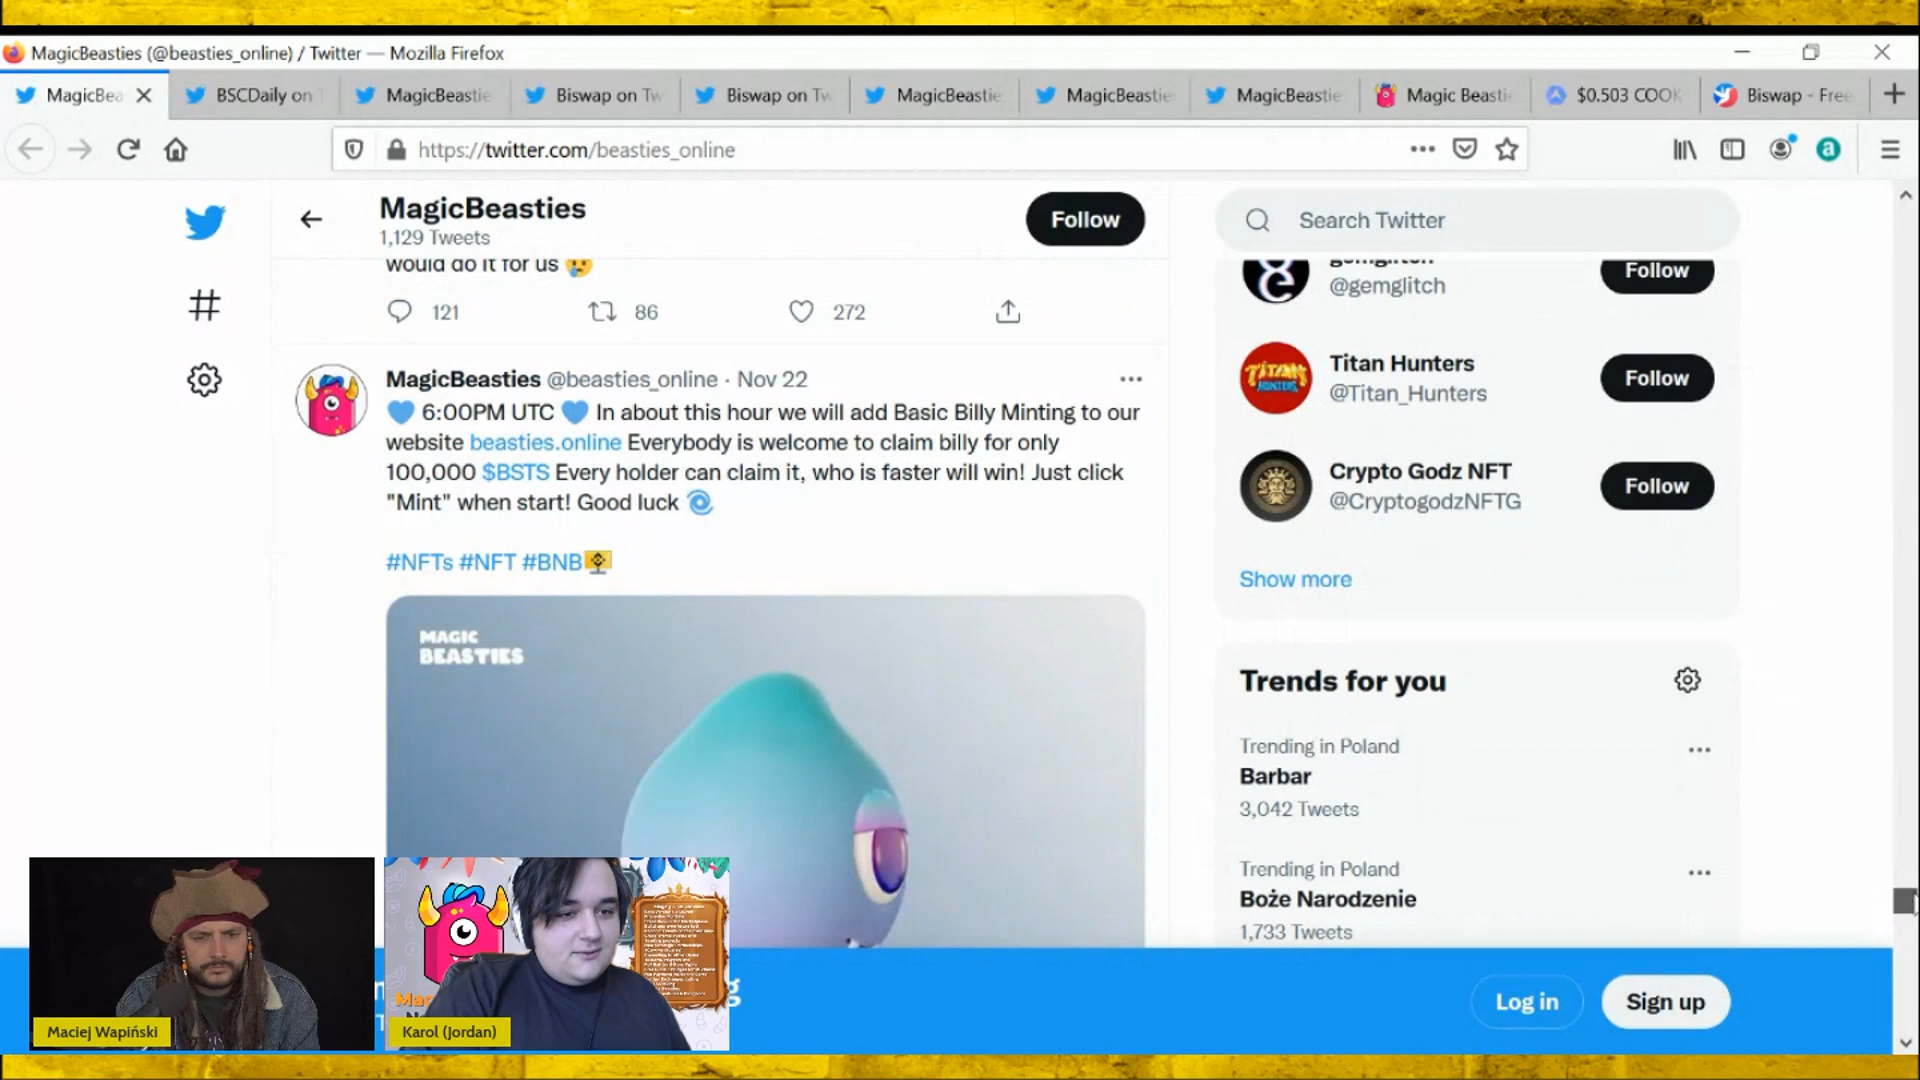 MagicBeasties (@beasties_online) / Twitter — Mozilla Firefox
MagicBea
BSCDaily on
MagicBeastie
Biswap on Tw
Biswap on Tw
MagicBeastie
MagicBeastie
MagicBeastie
Magic Beasti
$0.503 COOK
Biswap - Free
https://twitter.com/beasties_online
MagicBeasties
1,129 Tweets
Follow
Search Twitter
would do it for us 😢
121 86 272
MagicBeasties @beasties_online · Nov 22
💙 6:00PM UTC 💙 In about this hour we will add Basic Billy Minting to our
website beasties.online Everybody is welcome to claim billy for only
100,000 $BSTS Every holder can claim it, who is faster will win! Just click
"Mint" when start! Good luck 🌀
#NFTs #NFT #BNB
MAGIC
BEASTIES
gemglitch
@gemglitch
Follow
Titan Hunters
@Titan_Hunters
Follow
TITAN
HUNTERS
Crypto Godz NFT
@CryptogodzNFTG
Follow
Show more
Trends for you
Trending in Poland
Barbar
3,042 Tweets
Trending in Poland
Boże Narodzenie
1,733 Tweets
Log in
Sign up
Maciej Wapiński
Karol (Jordan)